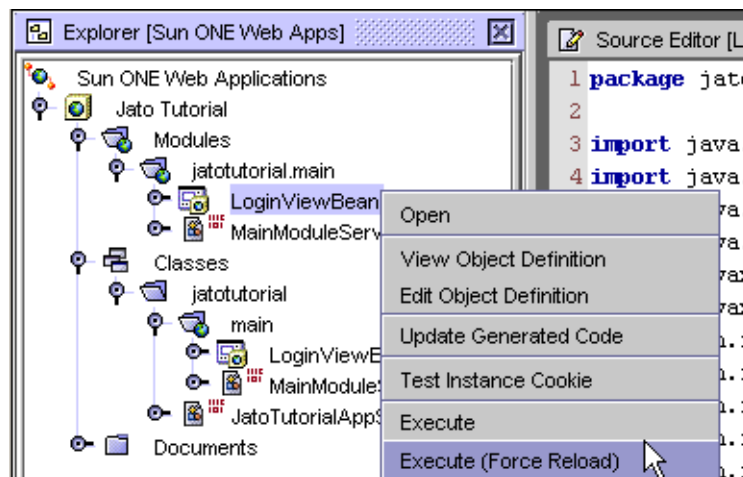 Explorer [Sun ONE Web Apps]
Source Editor [L
Sun ONE Web Applications
Jato Tutorial
Modules
jatotutorial.main
LoginViewBean
MainModuleServ
Classes
jatotutorial
main
LoginViewB
MainModuleS
JatoTutorialAppS
Documents
1 package jato
2
3 import java
4 import java
Open
View Object Definition
Edit Object Definition
Update Generated Code
Test Instance Cookie
Execute
Execute (Force Reload)